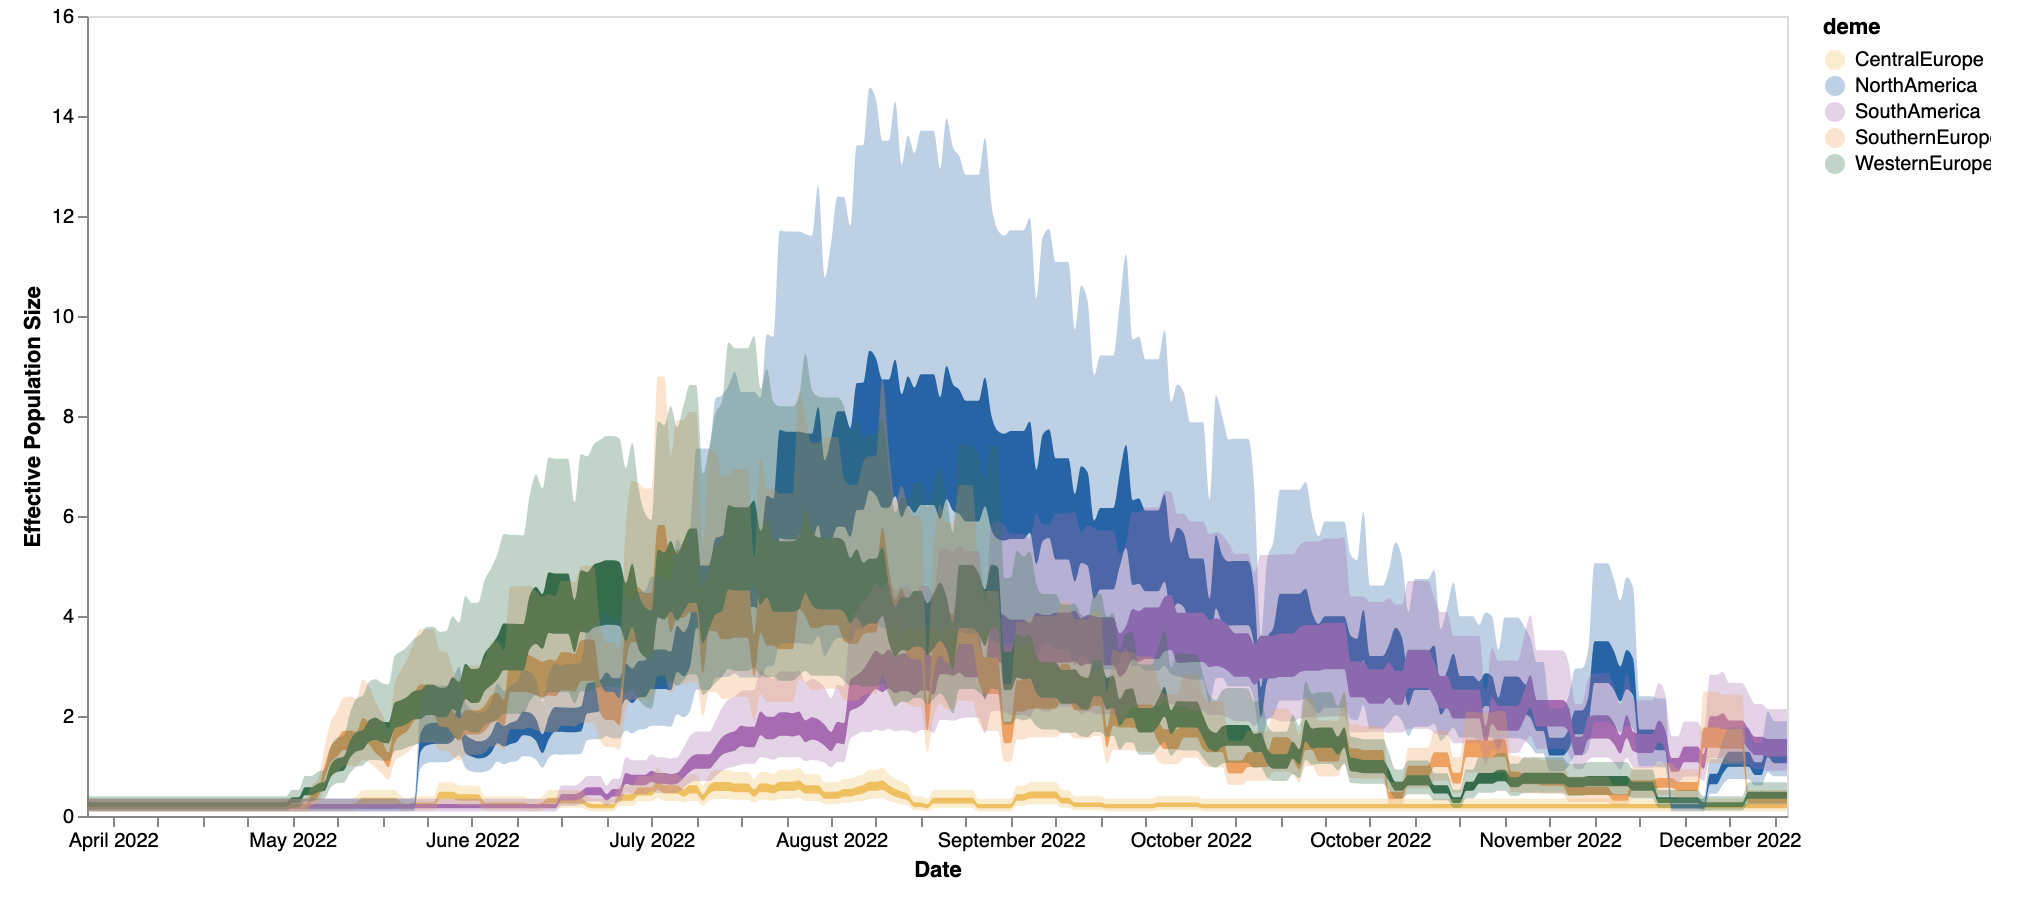 16
14
12
10
8
6
4
2
0
Effective Population Size
April 2022 May 2022 June 2022 July 2022 August 2022 September 2022 October 2022 October 2022 November 2022 December 2022
Date
deme
CentralEurope
NorthAmerica
SouthAmerica
SouthernEurop
WesternEurope